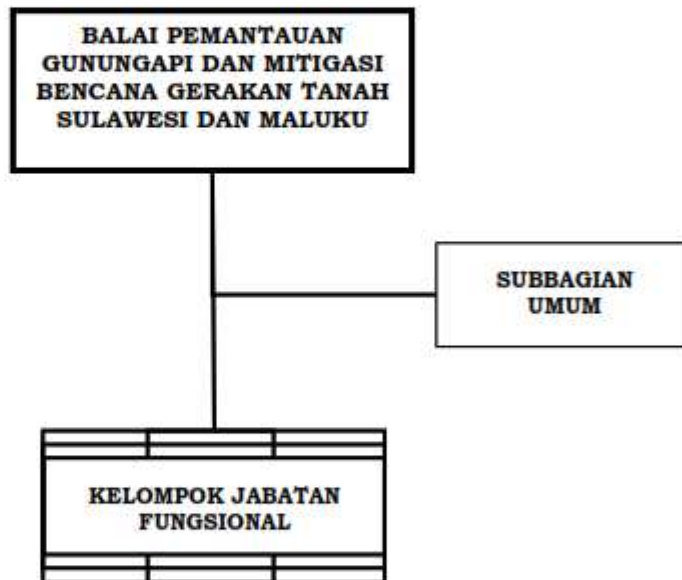 BALAI PEMANTAUAN
GUNUNGAPI DAN MITIGASI
BENCANA GERAKAN TANAH
SULAWESI DAN MALUKU
SUBBAGIAN
UMUM
KELOMPOK JABATAN
FUNGSIONAL